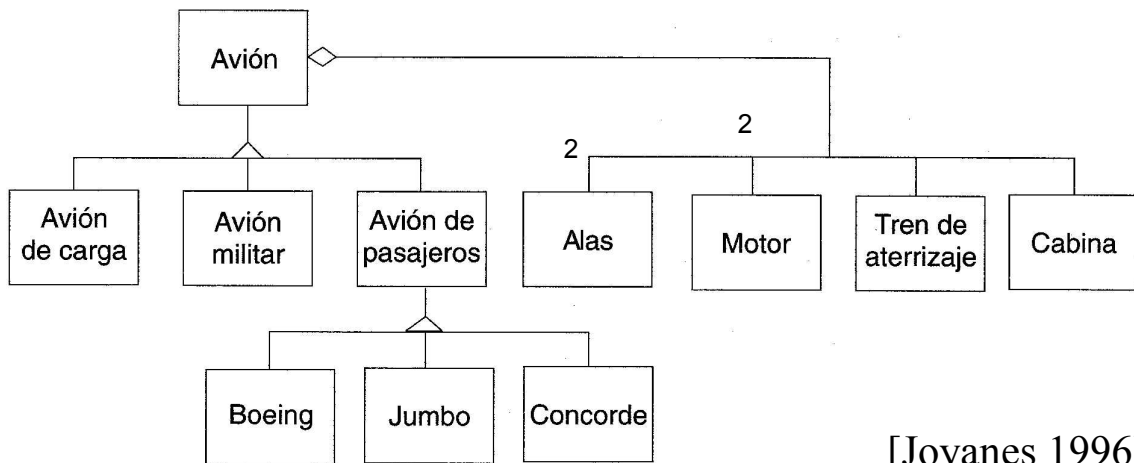 Avión
2
2
Avión
de carga
Avión
militar
Avión de
pasajeros
Alas
Motor
Tren de
aterrizaje
Cabina
Boeing
Jumbo
Concorde
[Joyanes 1996